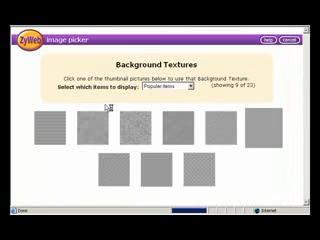 ZyWeb image picker help cancel
Background Textures
Click one of the thumbnail pictures below to use that Background Texture.
Select which items to display: Popular items (showing 9 of 23)
Done Internet